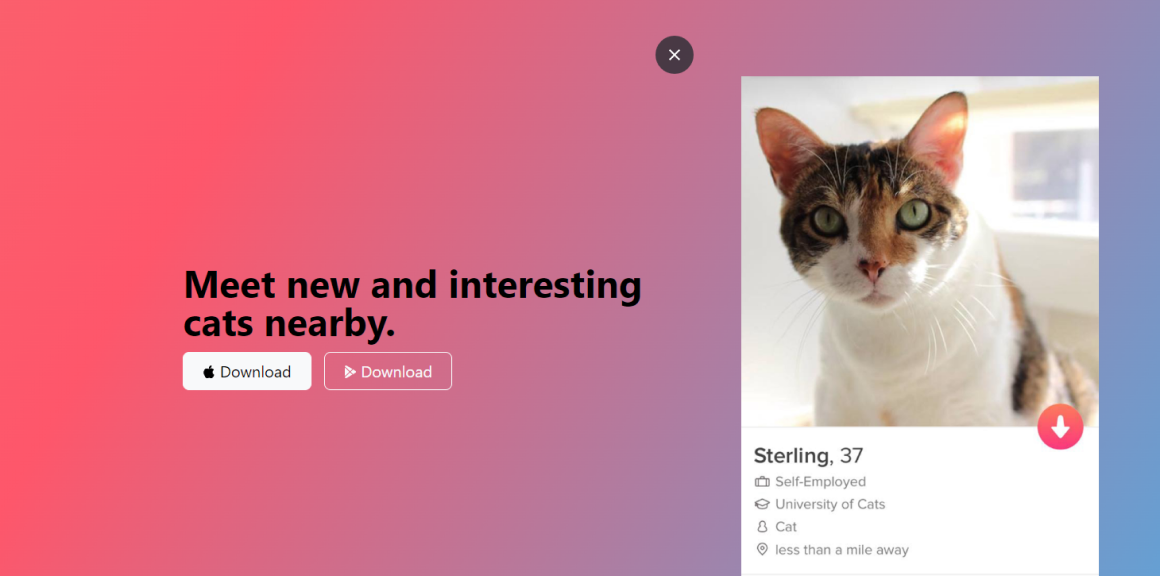 Meet new and interesting
cats nearby.
Download
Download
Sterling, 37
Self-Employed
University of Cats
Cat
less than a mile away